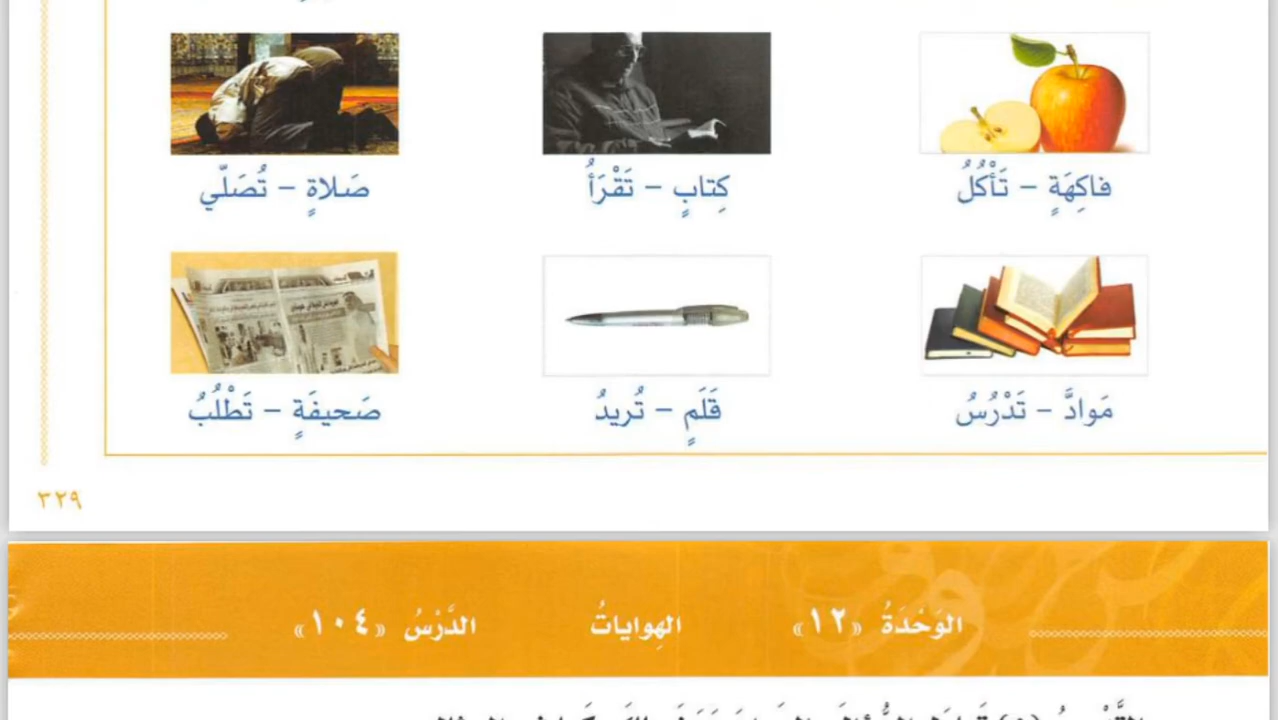 فاكِهَةٍ – تَأْكُلُ
كِتابٍ – تَقْرَأُ
صَلاةٍ – تُصَلّي
مَوادَّ – تَدْرُسُ
قَلَمٍ – تُريدُ
صَحيفَةٍ – تَطْلُبُ
٣٢٩
الوَحْدَةُ «١٢» الهِواياتُ الدَّرْسُ «١٠٤»